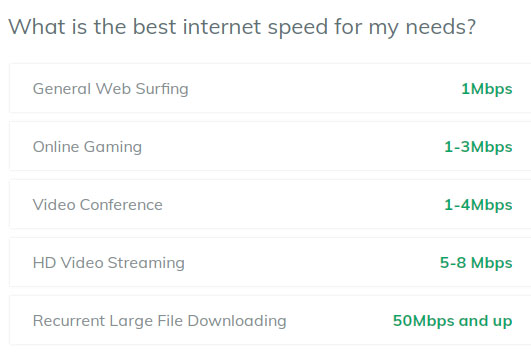 What is the best internet speed for my needs?
General Web Surfing 1Mbps
Online Gaming 1-3Mbps
Video Conference 1-4Mbps
HD Video Streaming 5-8 Mbps
Recurrent Large File Downloading 50Mbps and up